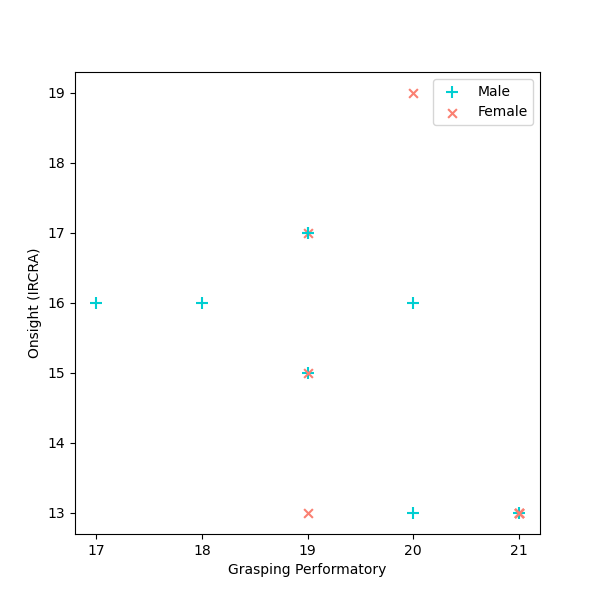 19
18
17
16
15
14
13
Onsight (IRCRA)
Male
Female
17 18 19 20 21
Grasping Performatory